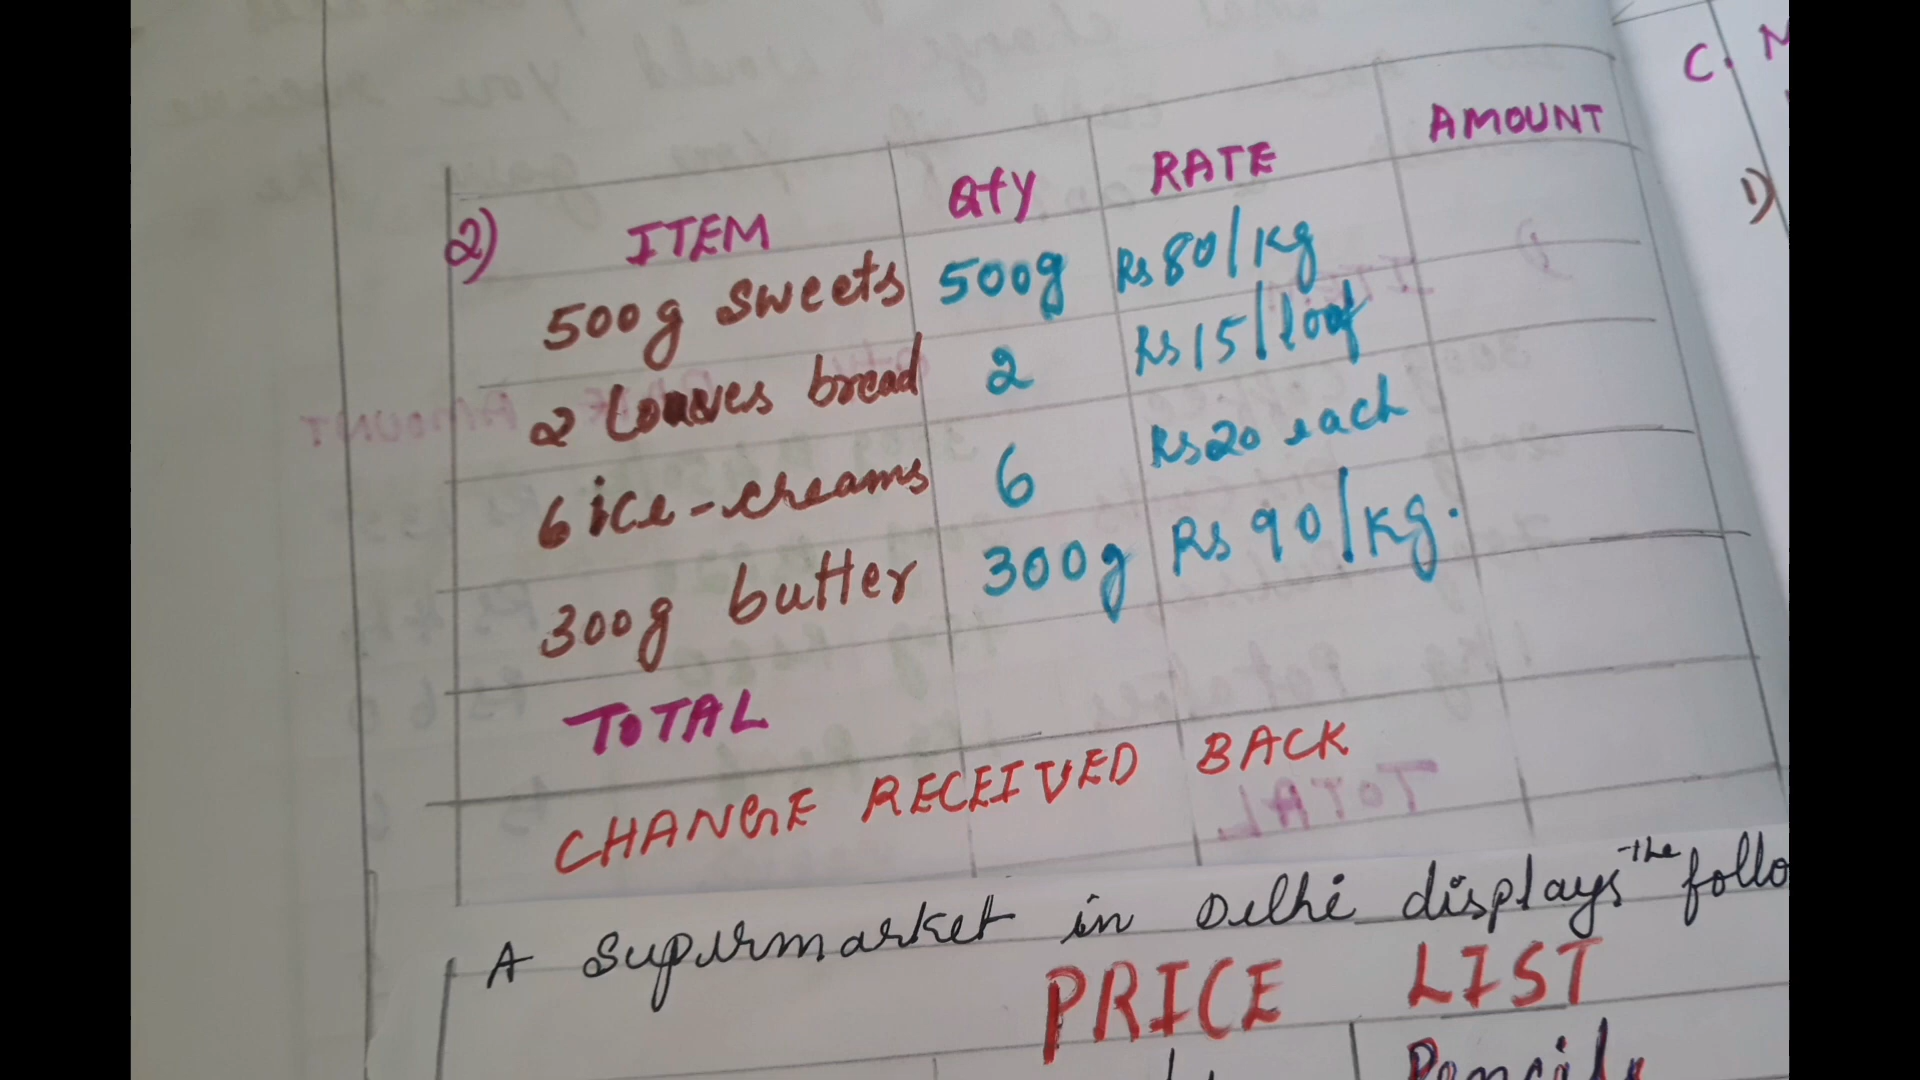 2) ITEM Qty RATE AMOUNT
500g sweets 500g Rs 80/kg
2 Loaves bread 2 Rs 15/loaf
6 ice-creams 6 Rs 20 each
300g butter 300g Rs 90/kg.
TOTAL
CHANGE RECEIVED BACK
A Supermarket in Delhi displays the follo
PRICE LIST
Pencils
C.
1)